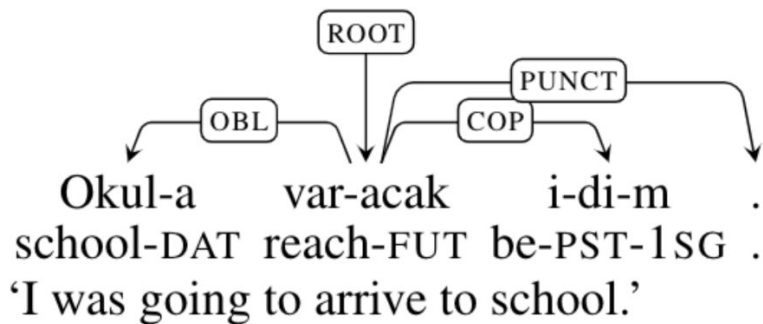 ROOT
PUNCT
OBL COP
Okul-a var-acak i-di-m .
school-DAT reach-FUT be-PST-1SG .
‘I was going to arrive to school.’